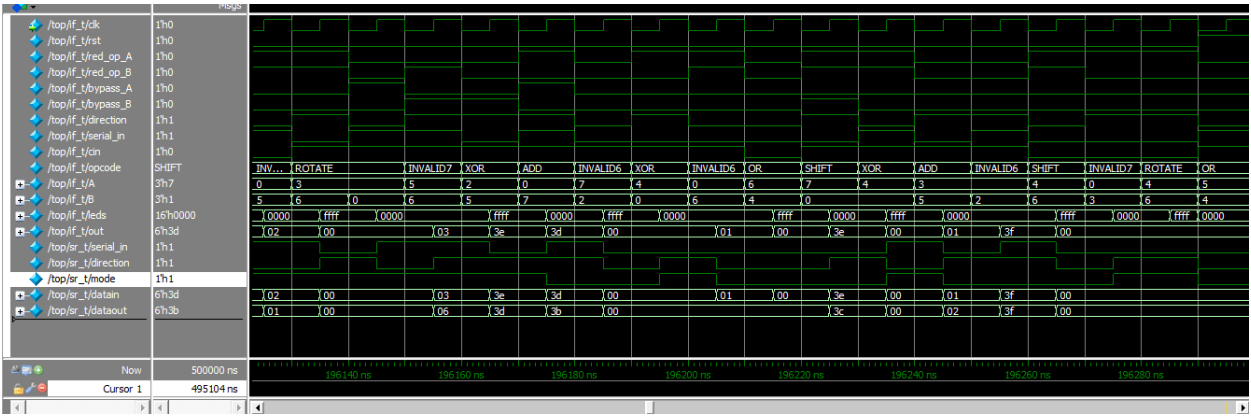 Msgs
/top/if_t/clk 1'h0
/top/if_t/rst 1'h0
/top/if_t/red_op_A 1'h0
/top/if_t/red_op_B 1'h0
/top/if_t/bypass_A 1'h0
/top/if_t/bypass_B 1'h0
/top/if_t/direction 1'h1
/top/if_t/serial_in 1'h1
/top/if_t/cin 1'h0
/top/if_t/opcode SHIFT INV... ROTATE INVALID7 XOR ADD INVALID6 XOR INVALID6 OR SHIFT XOR ADD INVALID6 SHIFT INVALID7 ROTATE OR
/top/if_t/A 3'h7 0 3 5 2 0 7 4 0 6 7 4 3 4 0 4 5
/top/if_t/B 3'h1 5 6 0 6 5 7 2 0 6 4 0 5 2 6 3 6 4
/top/if_t/leds 16'h0000 0000 ffff 0000 ffff 0000 ffff 0000 ffff 0000 ffff 0000 ffff 0000 ffff 0000
/top/if_t/out 6'h3d 02 00 03 3e 3d 00 01 00 3e 00 01 3f 00
/top/sr_t/serial_in 1'h1
/top/sr_t/direction 1'h1
/top/sr_t/mode 1'h1
/top/sr_t/datain 6'h3d 02 00 03 3e 3d 00 01 00 3e 00 01 3f 00
/top/sr_t/dataout 6'h3b 01 00 06 3d 3b 00 3c 00 02 3f 00
Now 500000 ns 196140 ns 196160 ns 196180 ns 196200 ns 196220 ns 196240 ns 196260 ns 196280 ns
Cursor 1 495104 ns